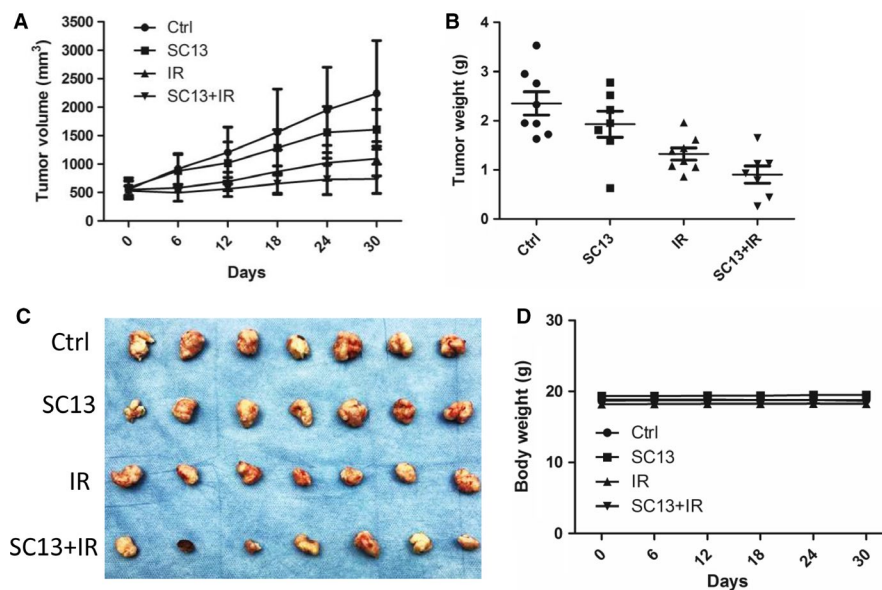 A
Tumor volume (mm³)
3500
3000
2500
2000
1500
1000
500
0
Ctrl
SC13
IR
SC13+IR
0
6
12
18
24
30
Days
B
Tumor weight (g)
4
3
2
1
0
Ctrl
SC13
IR
SC13+IR
C
Ctrl
SC13
IR
SC13+IR
D
Body weight (g)
30
20
10
0
Ctrl
SC13
IR
SC13+IR
0
6
12
18
24
30
Days